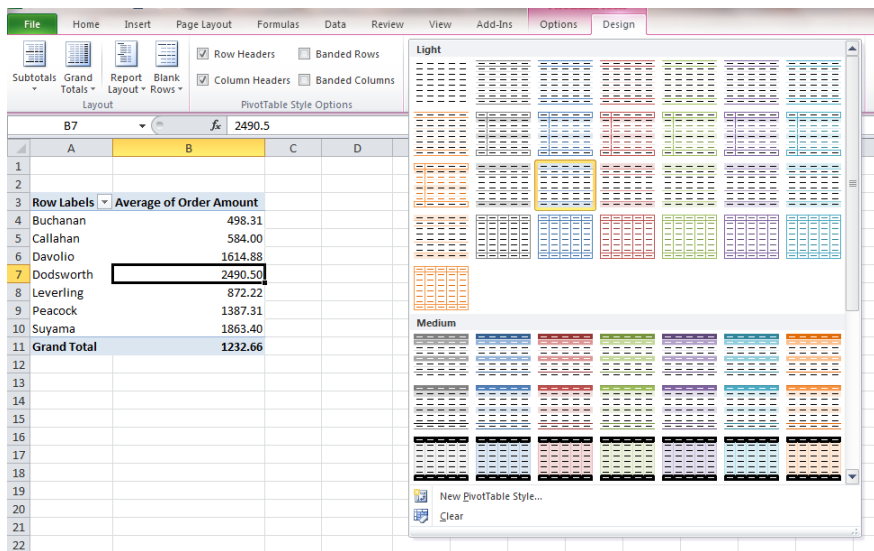 File Home Insert Page Layout Formulas Data Review View Add-Ins Options Design
Subtotals Grand Totals Report Layout Blank Rows
Layout
Row Headers Banded Rows
Column Headers Banded Columns
PivotTable Style Options
B7 fx 2490.5
A B C D
1
2
3 Row Labels Average of Order Amount
4 Buchanan 498.31
5 Callahan 584.00
6 Davolio 1614.88
7 Dodsworth 2490.50
8 Leverling 872.22
9 Peacock 1387.31
10 Suyama 1863.40
11 Grand Total 1232.66
12
13
14
15
16
17
18
19
20
21
22
Light
Medium
New PivotTable Style...
Clear